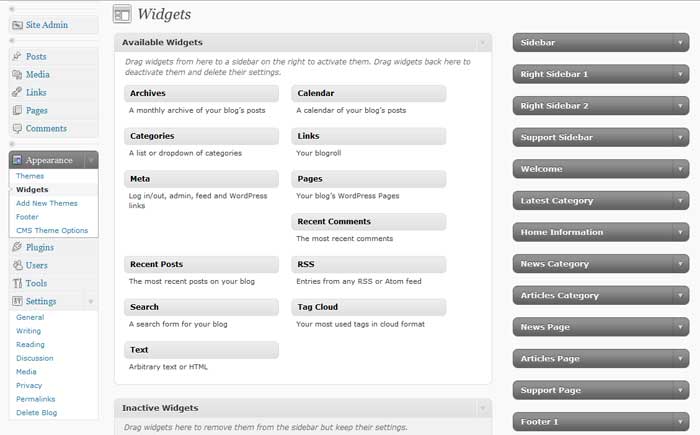 Site Admin
Posts
Media
Links
Pages
Comments
Appearance
Themes
Widgets
Add New Themes
Footer
CMS Theme Options
Plugins
Users
Tools
Settings
General
Writing
Reading
Discussion
Media
Privacy
Permalinks
Delete Blog
Widgets
Available Widgets
Drag widgets from here to a sidebar on the right to activate them. Drag widgets back here to
deactivate them and delete their settings.
Archives
A monthly archive of your blog's posts
Calendar
A calendar of your blog's posts
Categories
A list or dropdown of categories
Links
Your blogroll
Meta
Log in/out, admin, feed and WordPress
links
Pages
Your blog's WordPress Pages
Recent Comments
The most recent comments
Recent Posts
The most recent posts on your blog
RSS
Entries from any RSS or Atom feed
Search
A search form for your blog
Tag Cloud
Your most used tags in cloud format
Text
Arbitrary text or HTML
Inactive Widgets
Drag widgets here to remove them from the sidebar but keep their settings.
Sidebar
Right Sidebar 1
Right Sidebar 2
Support Sidebar
Welcome
Latest Category
Home Information
News Category
Articles Category
News Page
Articles Page
Support Page
Footer 1